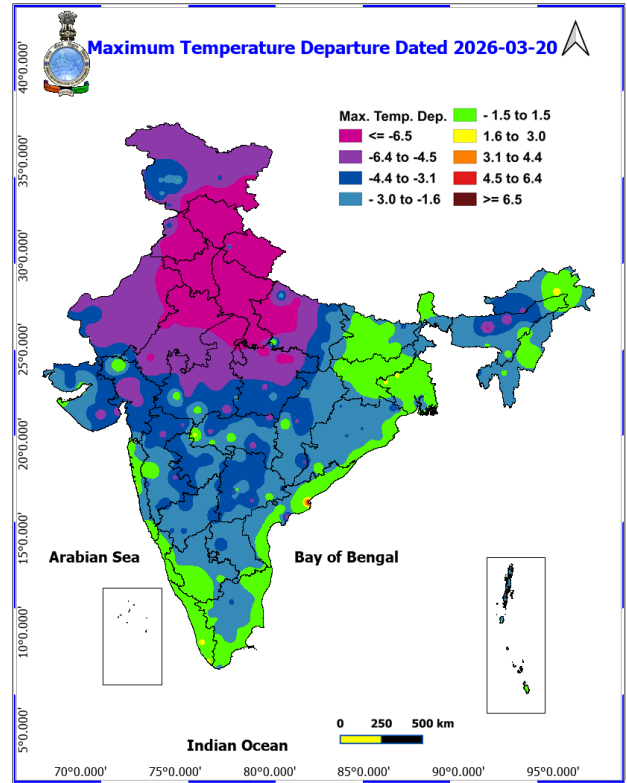 Maximum Temperature Departure Dated 2026-03-20
Max. Temp. Dep.
<= -6.5
-6.4 to -4.5
-4.4 to -3.1
- 3.0 to -1.6
- 1.5 to 1.5
1.6 to 3.0
3.1 to 4.4
4.5 to 6.4
>= 6.5
40°0.000'
35°0.000'
30°0.000'
25°0.000'
20°0.000'
15°0.000'
10°0.000'
5°0.000'
Arabian Sea
Bay of Bengal
Indian Ocean
0 250 500 km
70°0.000' 75°0.000' 80°0.000' 85°0.000' 90°0.000' 95°0.000'